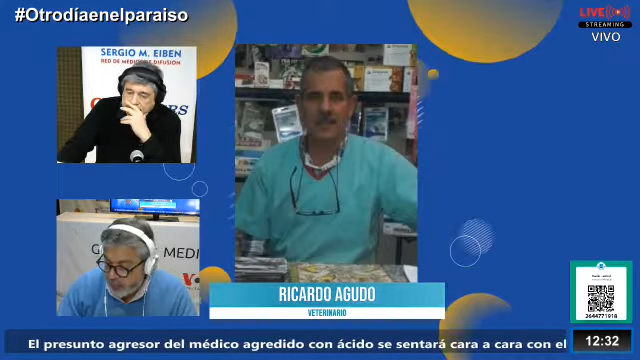 #Otrodíaenelparaiso
LIVE
STREAMING
VIVO
SERGIO M. EIBEN
RED DE MEDIOS DE DIFUSION
RICARDO AGUDO
VETERINARIO
2644771918
12:32
El presunto agresor del médico agredido con ácido se sentará cara a cara con el